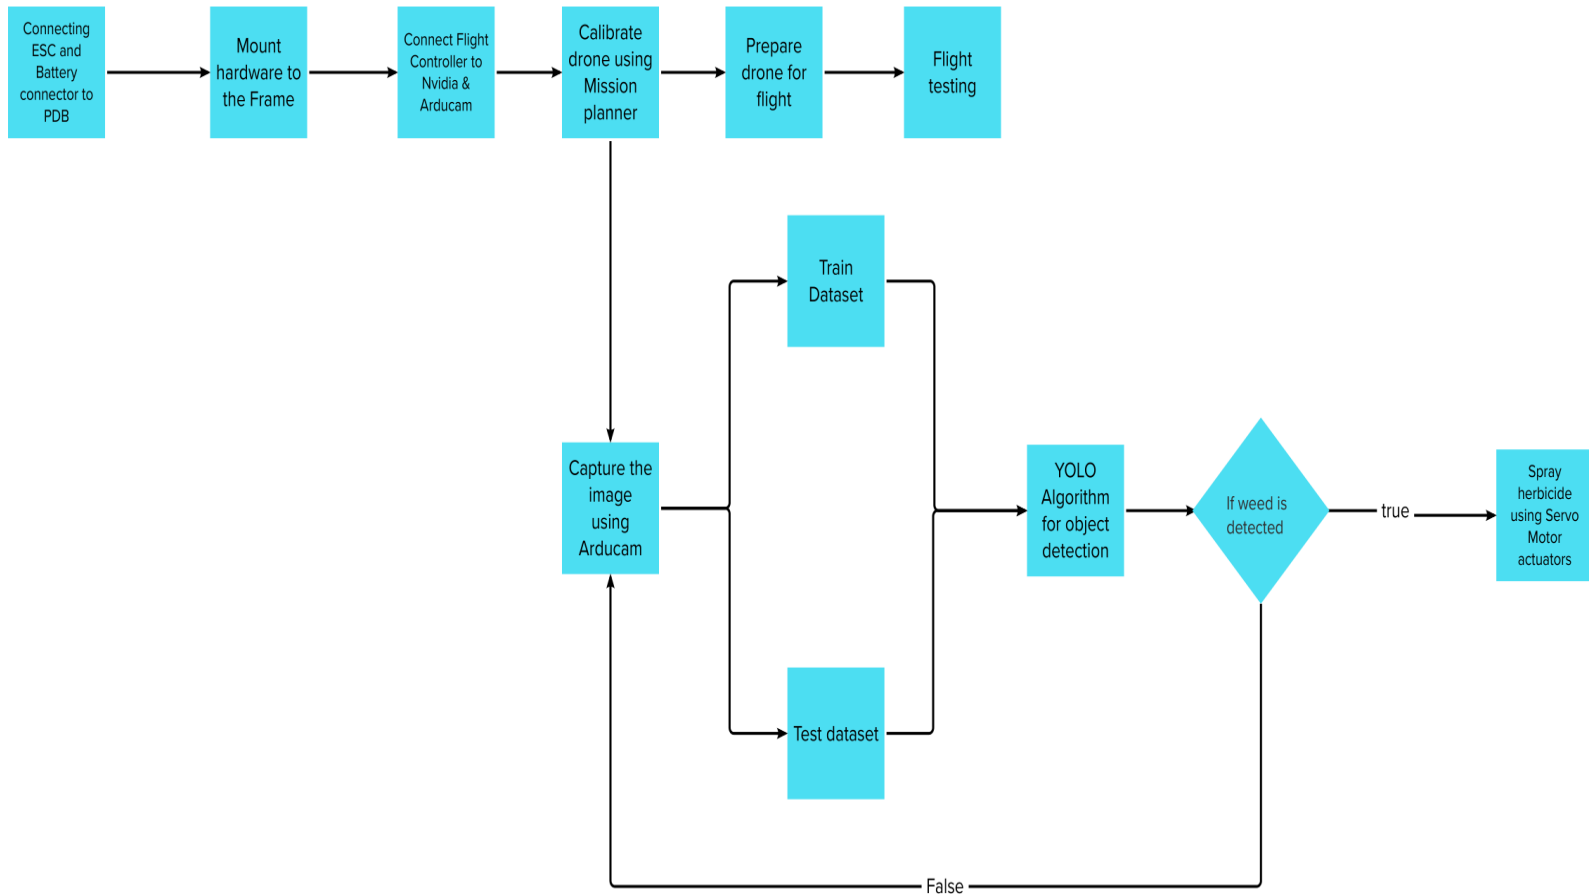 Connecting
ESC and
Battery
connector to
PDB
Mount
hardware to
the Frame
Connect Flight
Controller to
Nvidia &
Arducam
Calibrate
drone using
Mission
planner
Prepare
drone for
flight
Flight
testing
Train
Dataset
Capture the
image
using
Arducam
YOLO
Algorithm
for object
detection
If weed is
detected
true
Spray
herbicide
using Servo
Motor
actuators
Test dataset
False